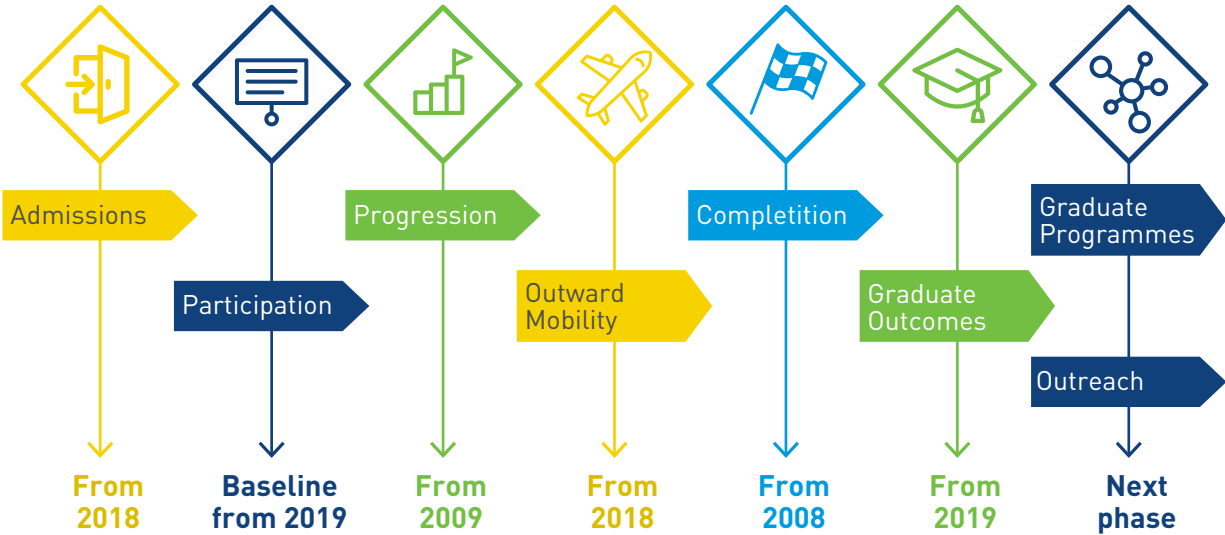 Admissions
Participation
Progression
Outward
Mobility
Completition
Graduate
Outcomes
Graduate
Programmes
Outreach
From
2018
Baseline
from 2019
From
2009
From
2018
From
2008
From
2019
Next
phase